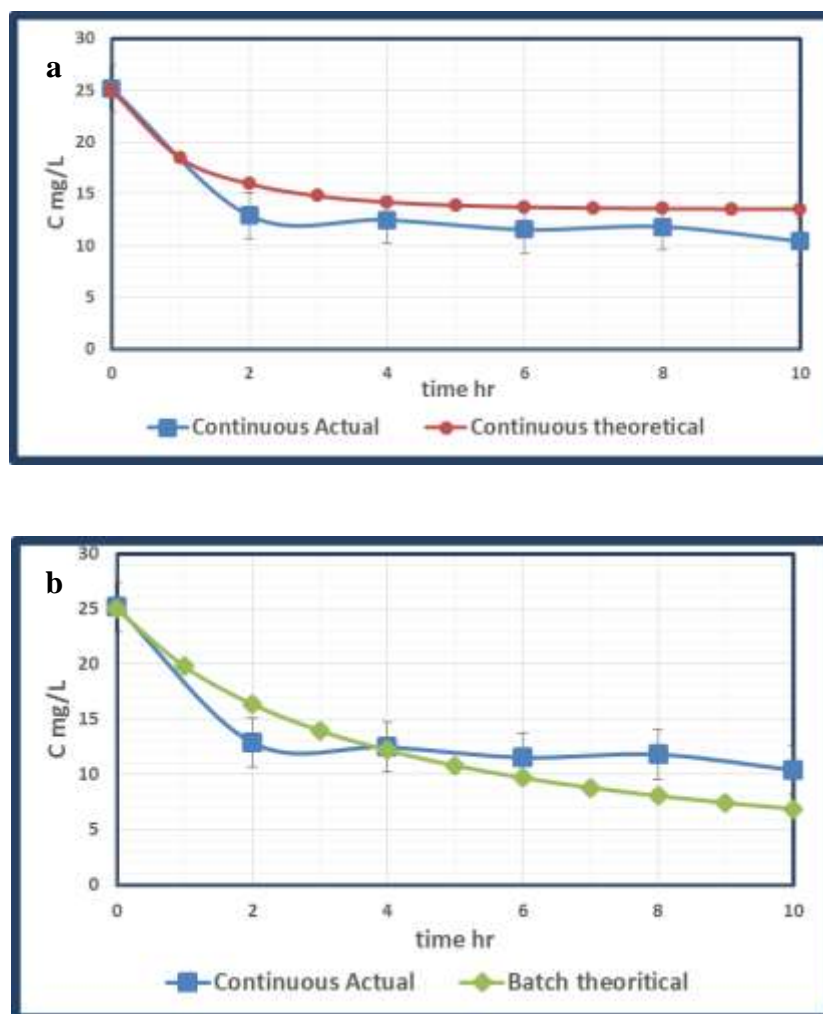 a
30
25
20
15
10
5
0
C mg/L
0 2 4 6 8 10
time hr
Continuous Actual Continuous theoretical
b
30
25
20
15
10
5
0
C mg/L
0 2 4 6 8 10
time hr
Continuous Actual Batch theoritical